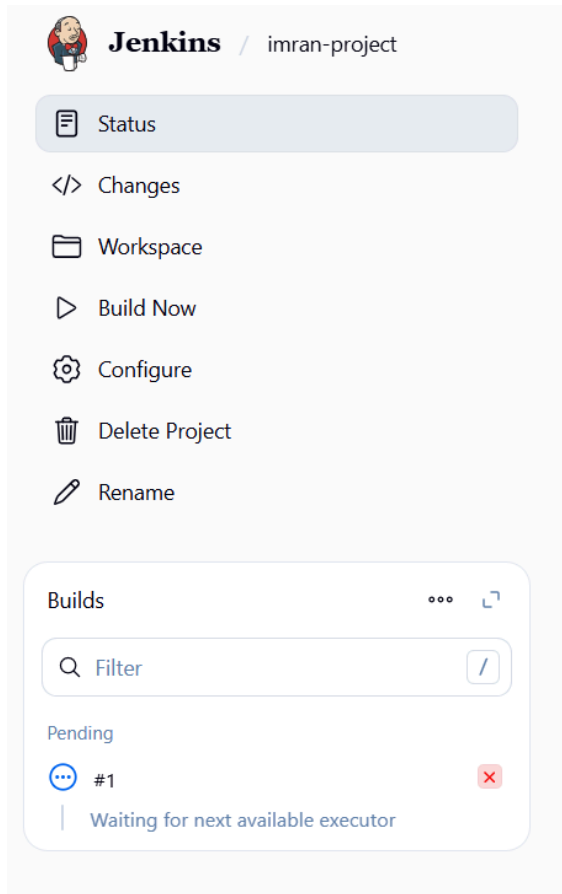 Jenkins / imran-project
Status
Changes
Workspace
Build Now
Configure
Delete Project
Rename
Builds
Filter /
Pending
#1
Waiting for next available executor